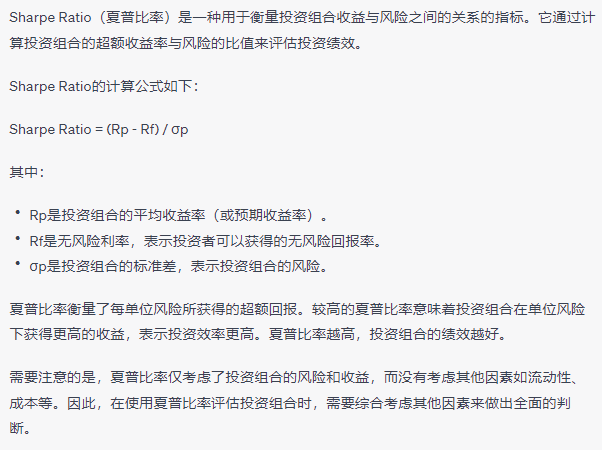 Sharpe Ratio（夏普比率）是一种用于衡量投资组合收益与风险之间的关系的指标。它通过计
算投资组合的超额收益率与风险的比值来评估投资绩效。
Sharpe Ratio的计算公式如下：
Sharpe Ratio = (Rp - Rf) / σp
其中：
• Rp是投资组合的平均收益率（或预期收益率）。
• Rf是无风险利率，表示投资者可以获得的无风险回报率。
• σp是投资组合的标准差，表示投资组合的风险。
夏普比率衡量了每单位风险所获得的超额回报。较高的夏普比率意味着投资组合在单位风险
下获得更高的收益，表示投资效率更高。夏普比率越高，投资组合的绩效越好。
需要注意的是，夏普比率仅考虑了投资组合的风险和收益，而没有考虑其他因素如流动性、
成本等。因此，在使用夏普比率评估投资组合时，需要综合考虑其他因素来做出全面的判
断。